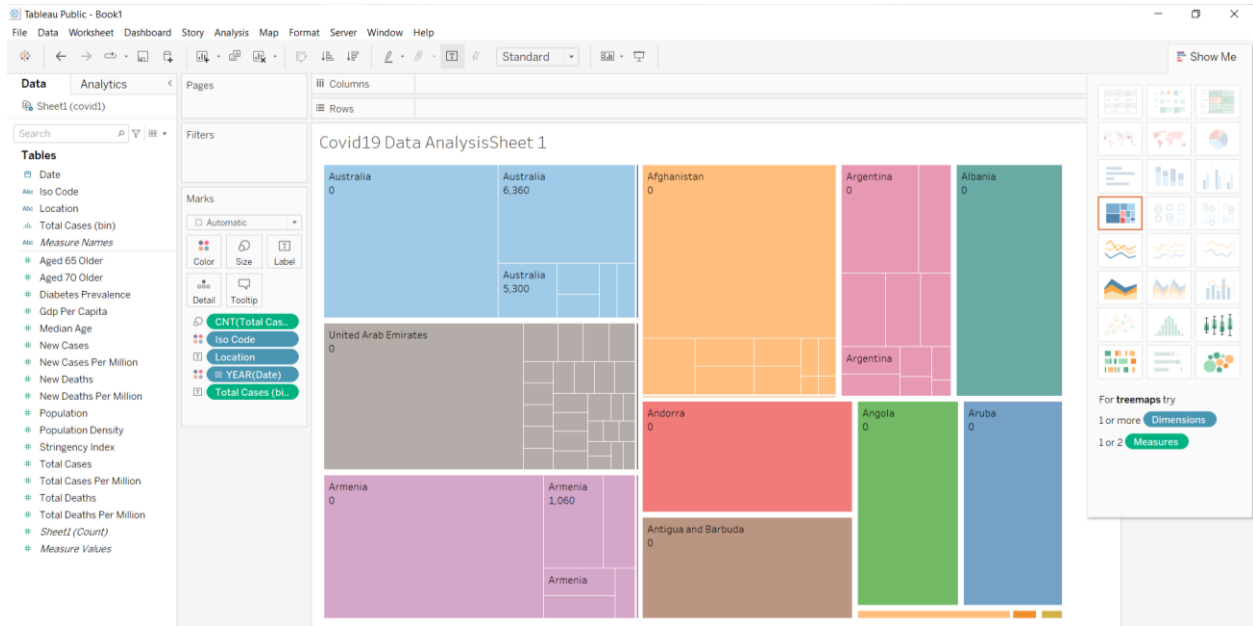 Tableau Public - Book1
File Data Worksheet Dashboard Story Analysis Map Format Server Window Help
Standard
Show Me
Data Analytics
Sheet1 (covid1)
Search
Tables
Date
Abc Iso Code
Abc Location
Total Cases (bin)
Abc Measure Names
# Aged 65 Older
# Aged 70 Older
# Diabetes Prevalence
# Gdp Per Capita
# Median Age
# New Cases
# New Cases Per Million
# New Deaths
# New Deaths Per Million
# Population
# Population Density
# Stringency Index
# Total Cases
# Total Cases Per Million
# Total Deaths
# Total Deaths Per Million
# Sheet1 (Count)
# Measure Values
Pages
Filters
Marks
Automatic
Color Size Label
Detail Tooltip
CNT(Total Cas..
Iso Code
Location
YEAR(Date)
Total Cases (bi..
Columns
Rows
Covid19 Data AnalysisSheet 1
Australia
0
Australia
6,360
Australia
5,300
United Arab Emirates
0
Armenia
0
Armenia
1,060
Armenia
Afghanistan
0
Argentina
0
Argentina
Albania
0
Andorra
0
Antigua and Barbuda
0
Angola
0
Aruba
0
For treemaps try
1 or more Dimensions
1 or 2 Measures